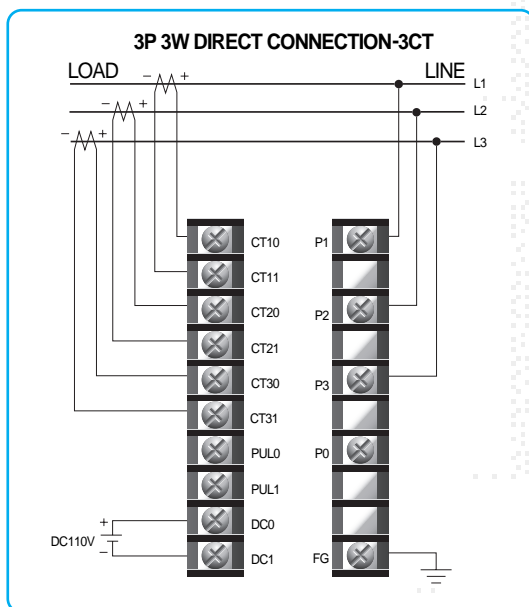 3P 3W DIRECT CONNECTION-3CT
LOAD LINE
− + L1
− + L2
− + L3
CT10 P1
CT11
CT20 P2
CT21
CT30 P3
CT31
PUL0 P0
PUL1
+ DC0
DC110V
− DC1 FG